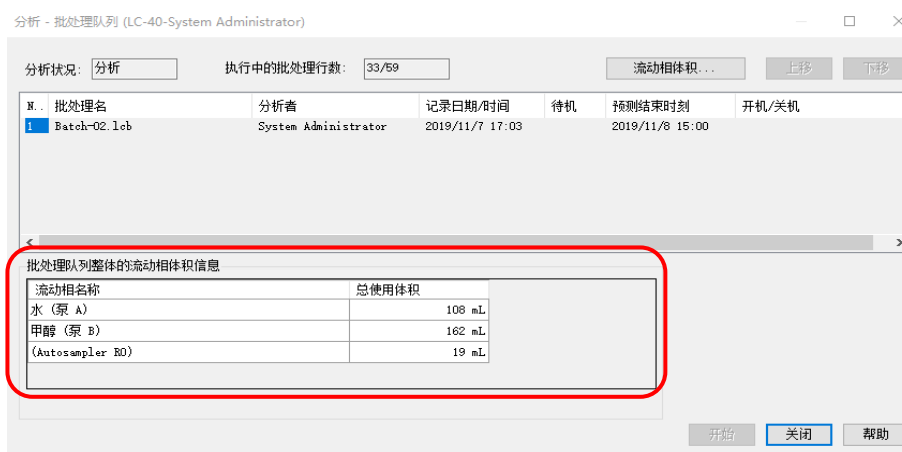 分析 - 批处理队列 (LC-40-System Administrator)
分析状况: 分析 执行中的批处理行数: 33/59 流动相体积... 上移 下移
N.. 批处理名 分析者 记录日期/时间 待机 预测结束时刻 开机/关机
1 Batch-02.lcb System Administrator 2019/11/7 17:03 2019/11/8 15:00
批处理队列整体的流动相体积信息
流动相名称 总使用体积
水 (泵 A) 108 mL
甲醇 (泵 B) 162 mL
(Autosampler R0) 19 mL
开始 关闭 帮助